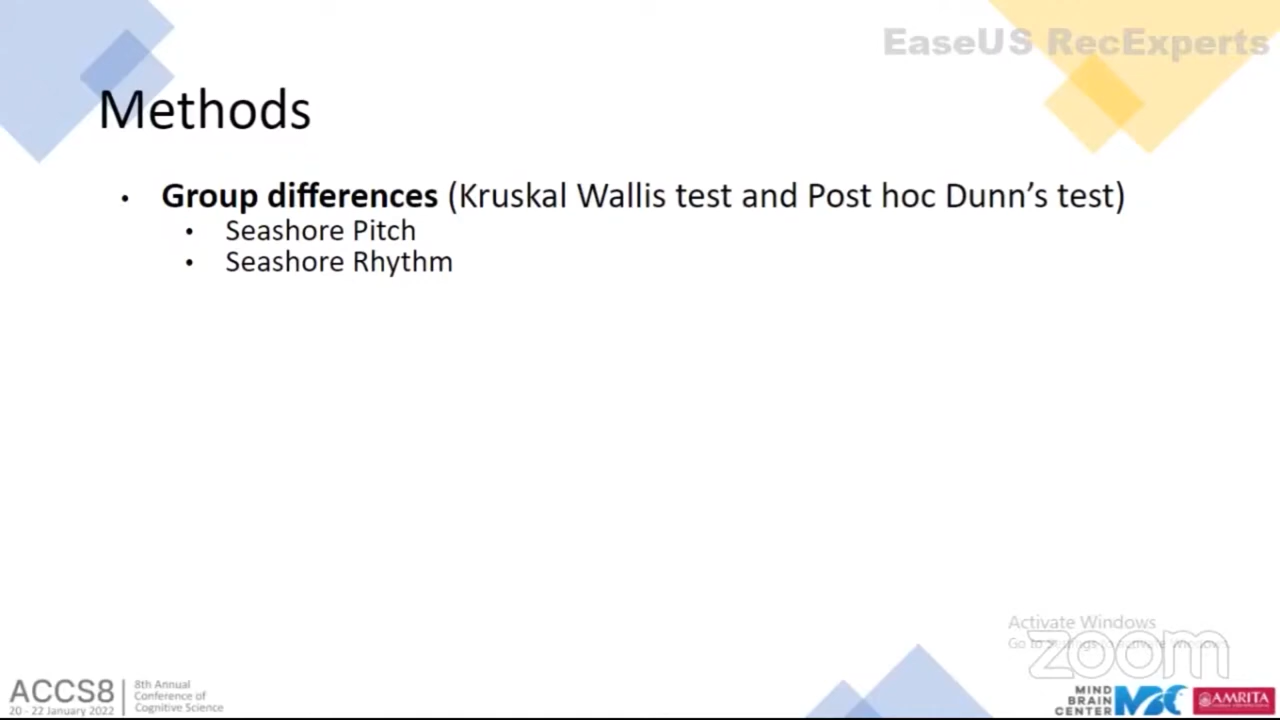 EaseUS RecExperts
Methods
• Group differences (Kruskal Wallis test and Post hoc Dunn’s test)
• Seashore Pitch
• Seashore Rhythm
Activate Windows
Go to Settings to activate Windows.
zoom
ACCS8
20 - 22 January 2022
8th Annual
Conference of
Cognitive Science
MIND
BRAIN
CENTER
MBC
AMRITA